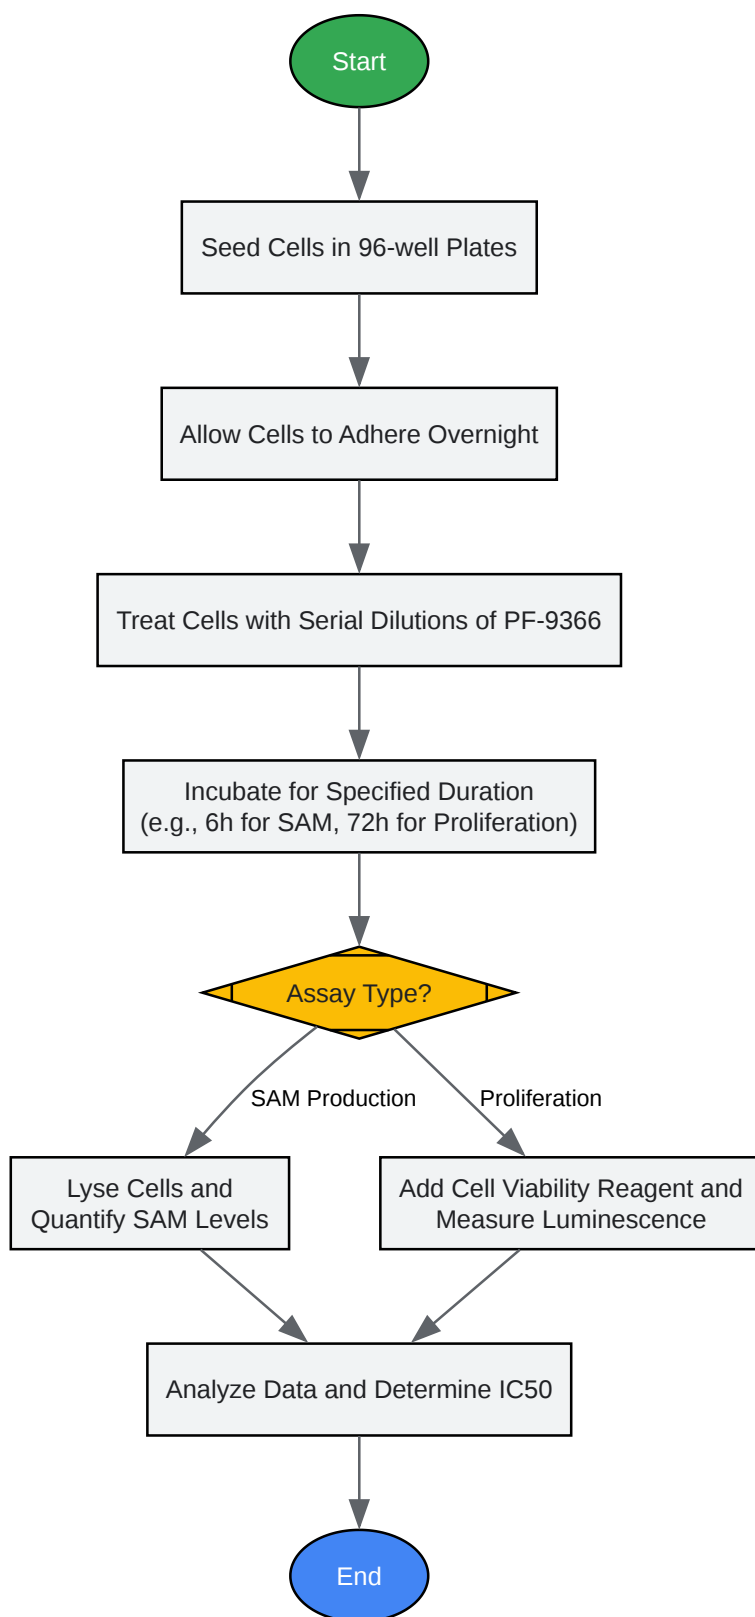 Start
Seed Cells in 96-well Plates
Allow Cells to Adhere Overnight
Treat Cells with Serial Dilutions of PF-9366
Incubate for Specified Duration
(e.g., 6h for SAM, 72h for Proliferation)
Assay Type?
SAM Production
Proliferation
Lyse Cells and
Quantify SAM Levels
Add Cell Viability Reagent and
Measure Luminescence
Analyze Data and Determine IC50
End